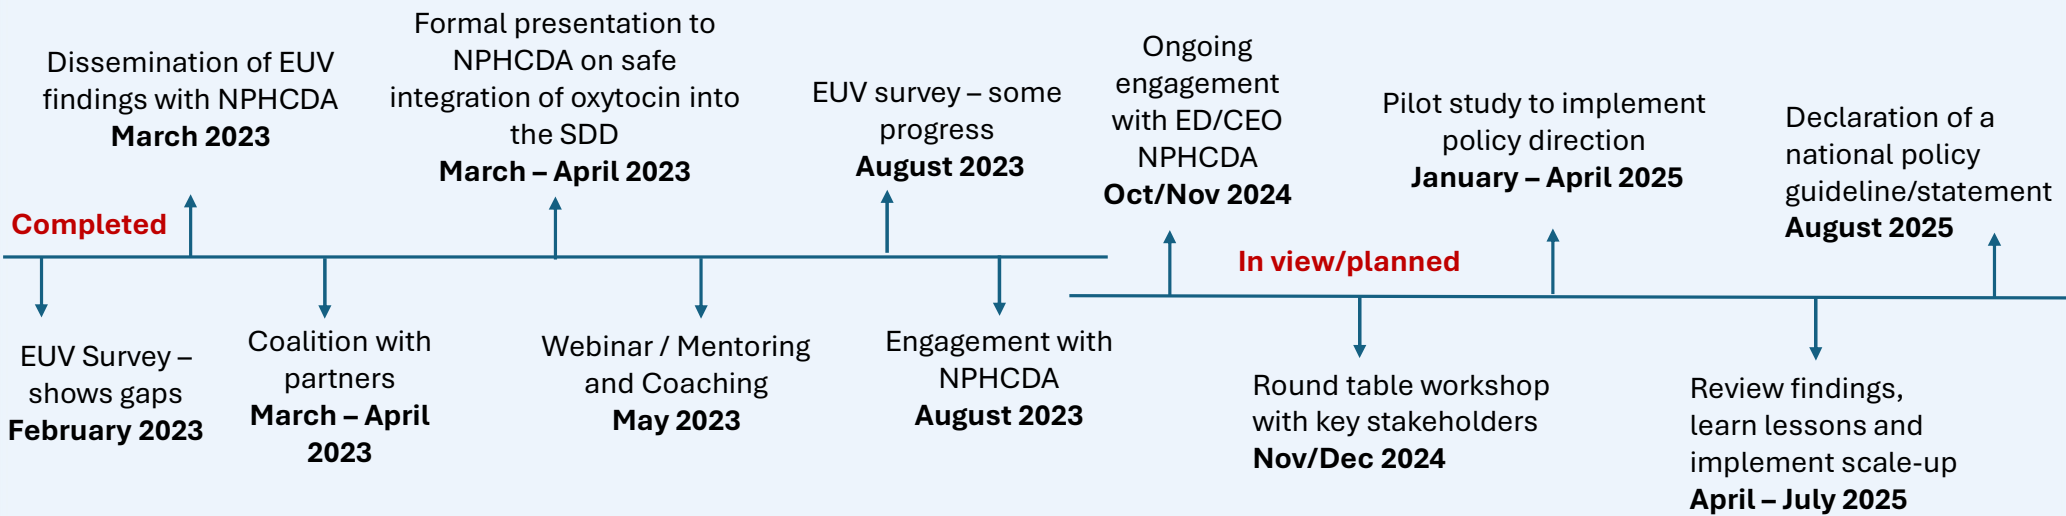 Dissemination of EUV
findings with NPHCDA
March 2023
Formal presentation to
NPHCDA on safe
integration of oxytocin into
the SDD
March – April 2023
EUV survey – some
progress
August 2023
Ongoing
engagement
with ED/CEO
NPHCDA
Oct/Nov 2024
Pilot study to implement
policy direction
January – April 2025
Declaration of a
national policy
guideline/statement
August 2025
Completed
In view/planned
EUV Survey –
shows gaps
February 2023
Coalition with
partners
March – April
2023
Webinar / Mentoring
and Coaching
May 2023
Engagement with
NPHCDA
August 2023
Round table workshop
with key stakeholders
Nov/Dec 2024
Review findings,
learn lessons and
implement scale-up
April – July 2025